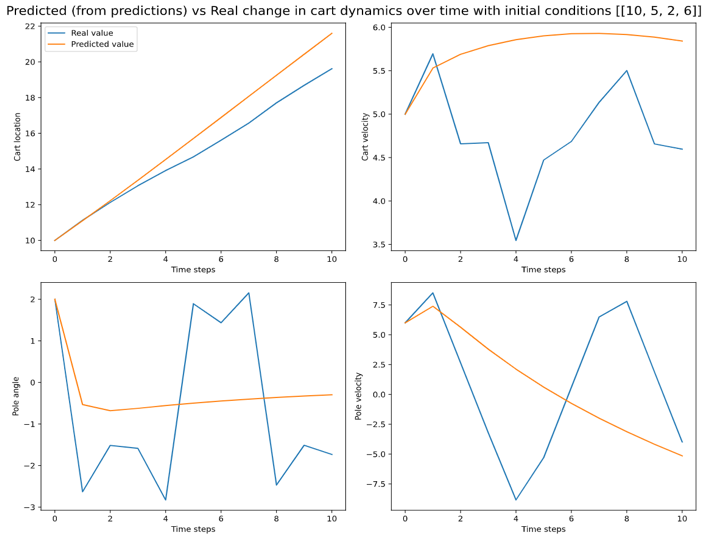 Predicted (from predictions) vs Real change in cart dynamics over time with initial conditions [[10, 5, 2, 6]]
Real value
Predicted value
Cart location
22
20
18
16
14
12
10
0 2 4 6 8 10
Time steps
Cart velocity
6.0
5.5
5.0
4.5
4.0
3.5
0 2 4 6 8 10
Time steps
Pole angle
2
1
0
−1
−2
−3
0 2 4 6 8 10
Time steps
Pole velocity
7.5
5.0
2.5
0.0
−2.5
−5.0
−7.5
0 2 4 6 8 10
Time steps